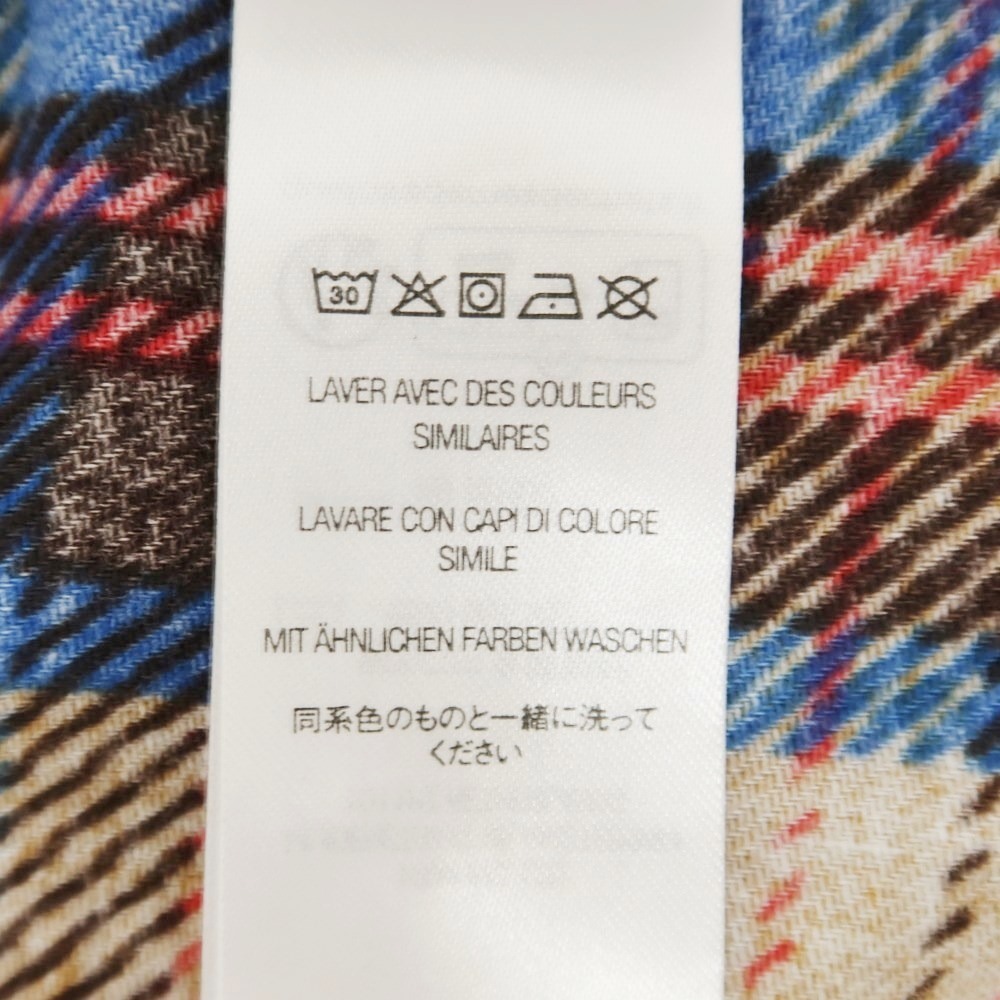 30
LAVER AVEC DES COULEURS
SIMILAIRES
LAVARE CON CAPI DI COLORE
SIMILE
MIT ÄHNLICHEN FARBEN WASCHEN
同系色のものと一緒に洗って
ください